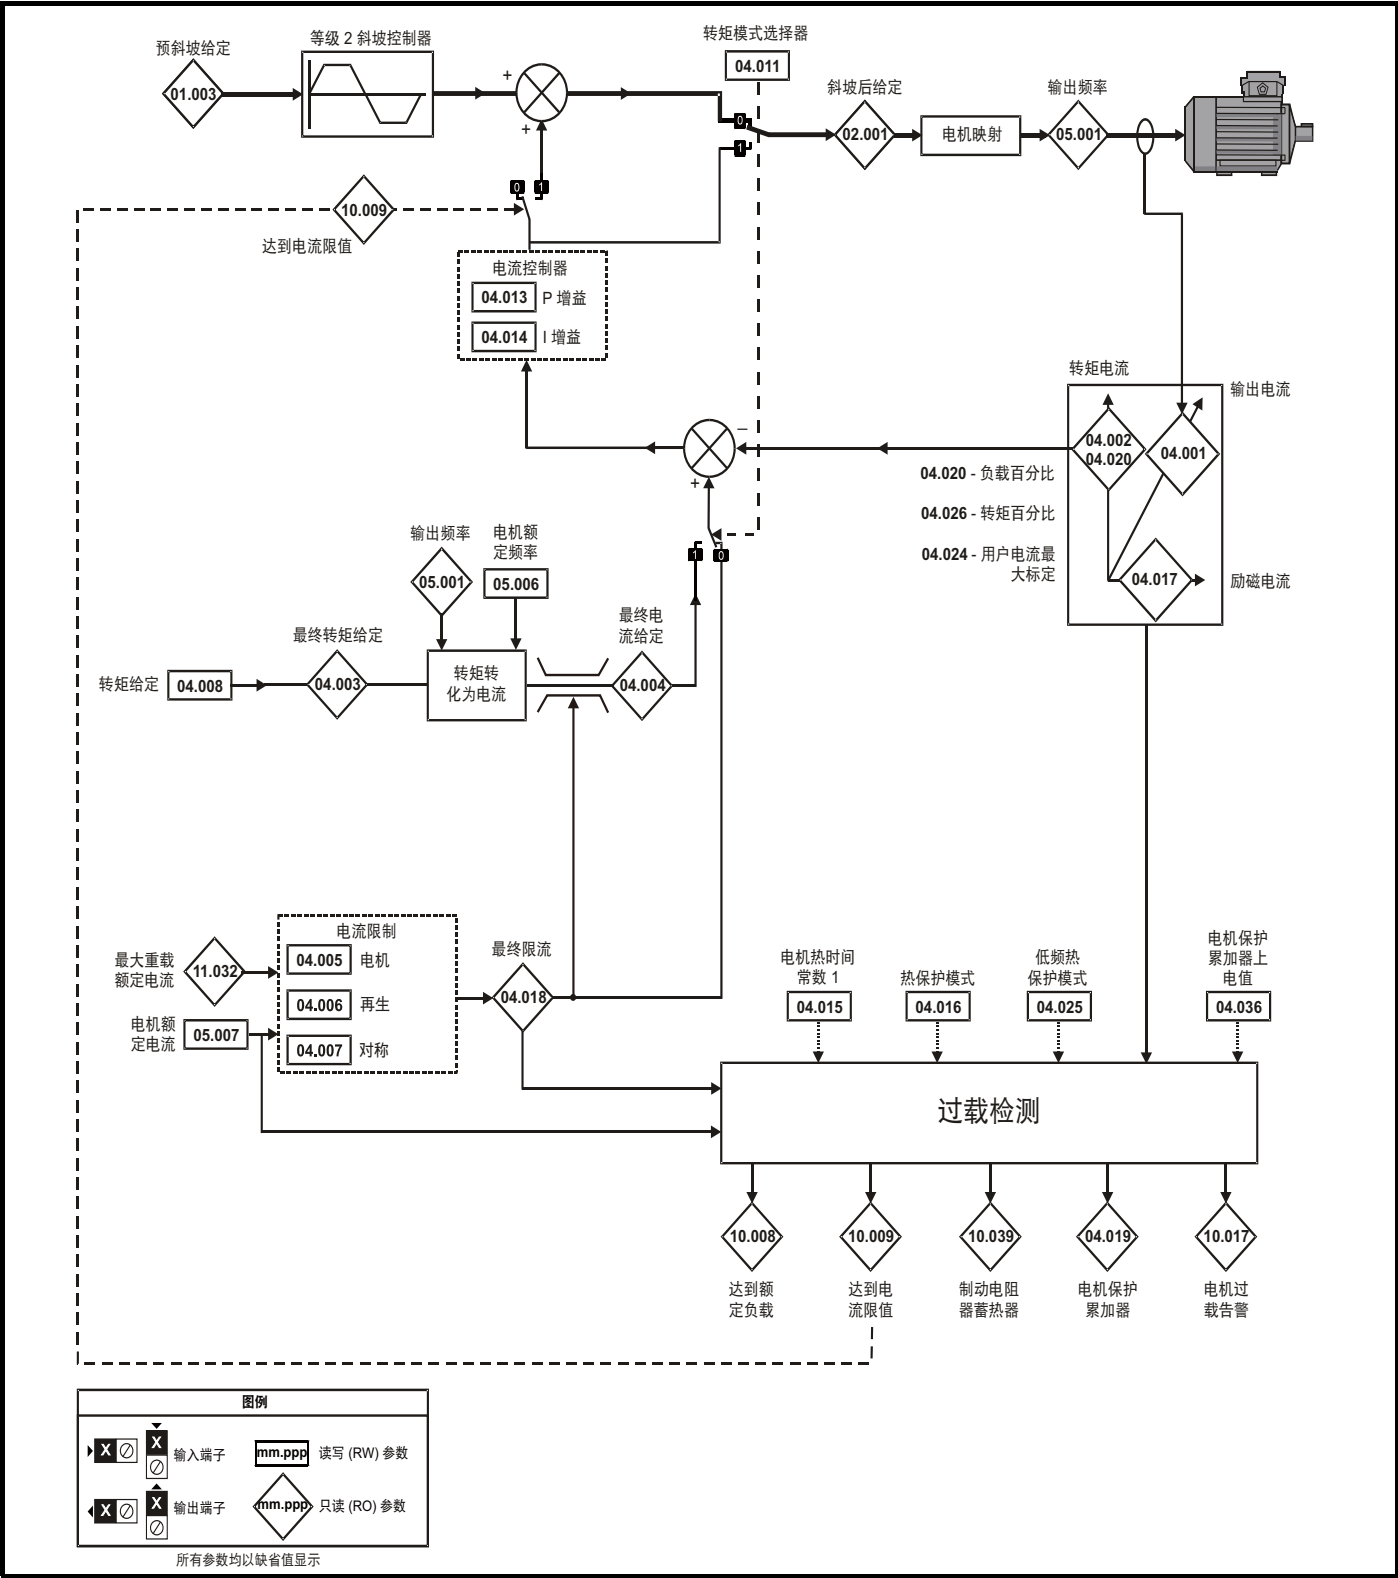 预斜坡给定
01.003
等级 2 斜坡控制器
+
+
转矩模式选择器
04.011
0
1
斜坡后给定
02.001
电机映射
输出频率
05.001
0
1
10.009
达到电流限值
电流控制器
04.013 P 增益
04.014 I 增益
转矩电流
输出电流
04.002
04.020
04.001
04.017
励磁电流
–
+
04.020 - 负载百分比
04.026 - 转矩百分比
04.024 - 用户电流最
大标定
1
0
输出频率
05.001
电机额
定频率
05.006
最终转矩给定
转矩给定
04.008
04.003
转矩转
化为电流
最终电
流给定
04.004
最大重载
额定电流
11.032
电机额
定电流
05.007
电流限制
04.005 电机
04.006 再生
04.007 对称
最终限流
04.018
电机热时间
常数 1
04.015
热保护模式
04.016
低频热
保护模式
04.025
电机保护
累加器上
电值
04.036
过载检测
10.008
10.009
10.039
04.019
10.017
达到额
定负载
达到电
流限值
制动电阻
器蓄热器
电机保护
累加器
电机过
载告警
图例
X
X
输入端子
mm.ppp
读写 (RW) 参数
X
X
输出端子
mm.ppp
只读 (RO) 参数
所有参数均以缺省值显示